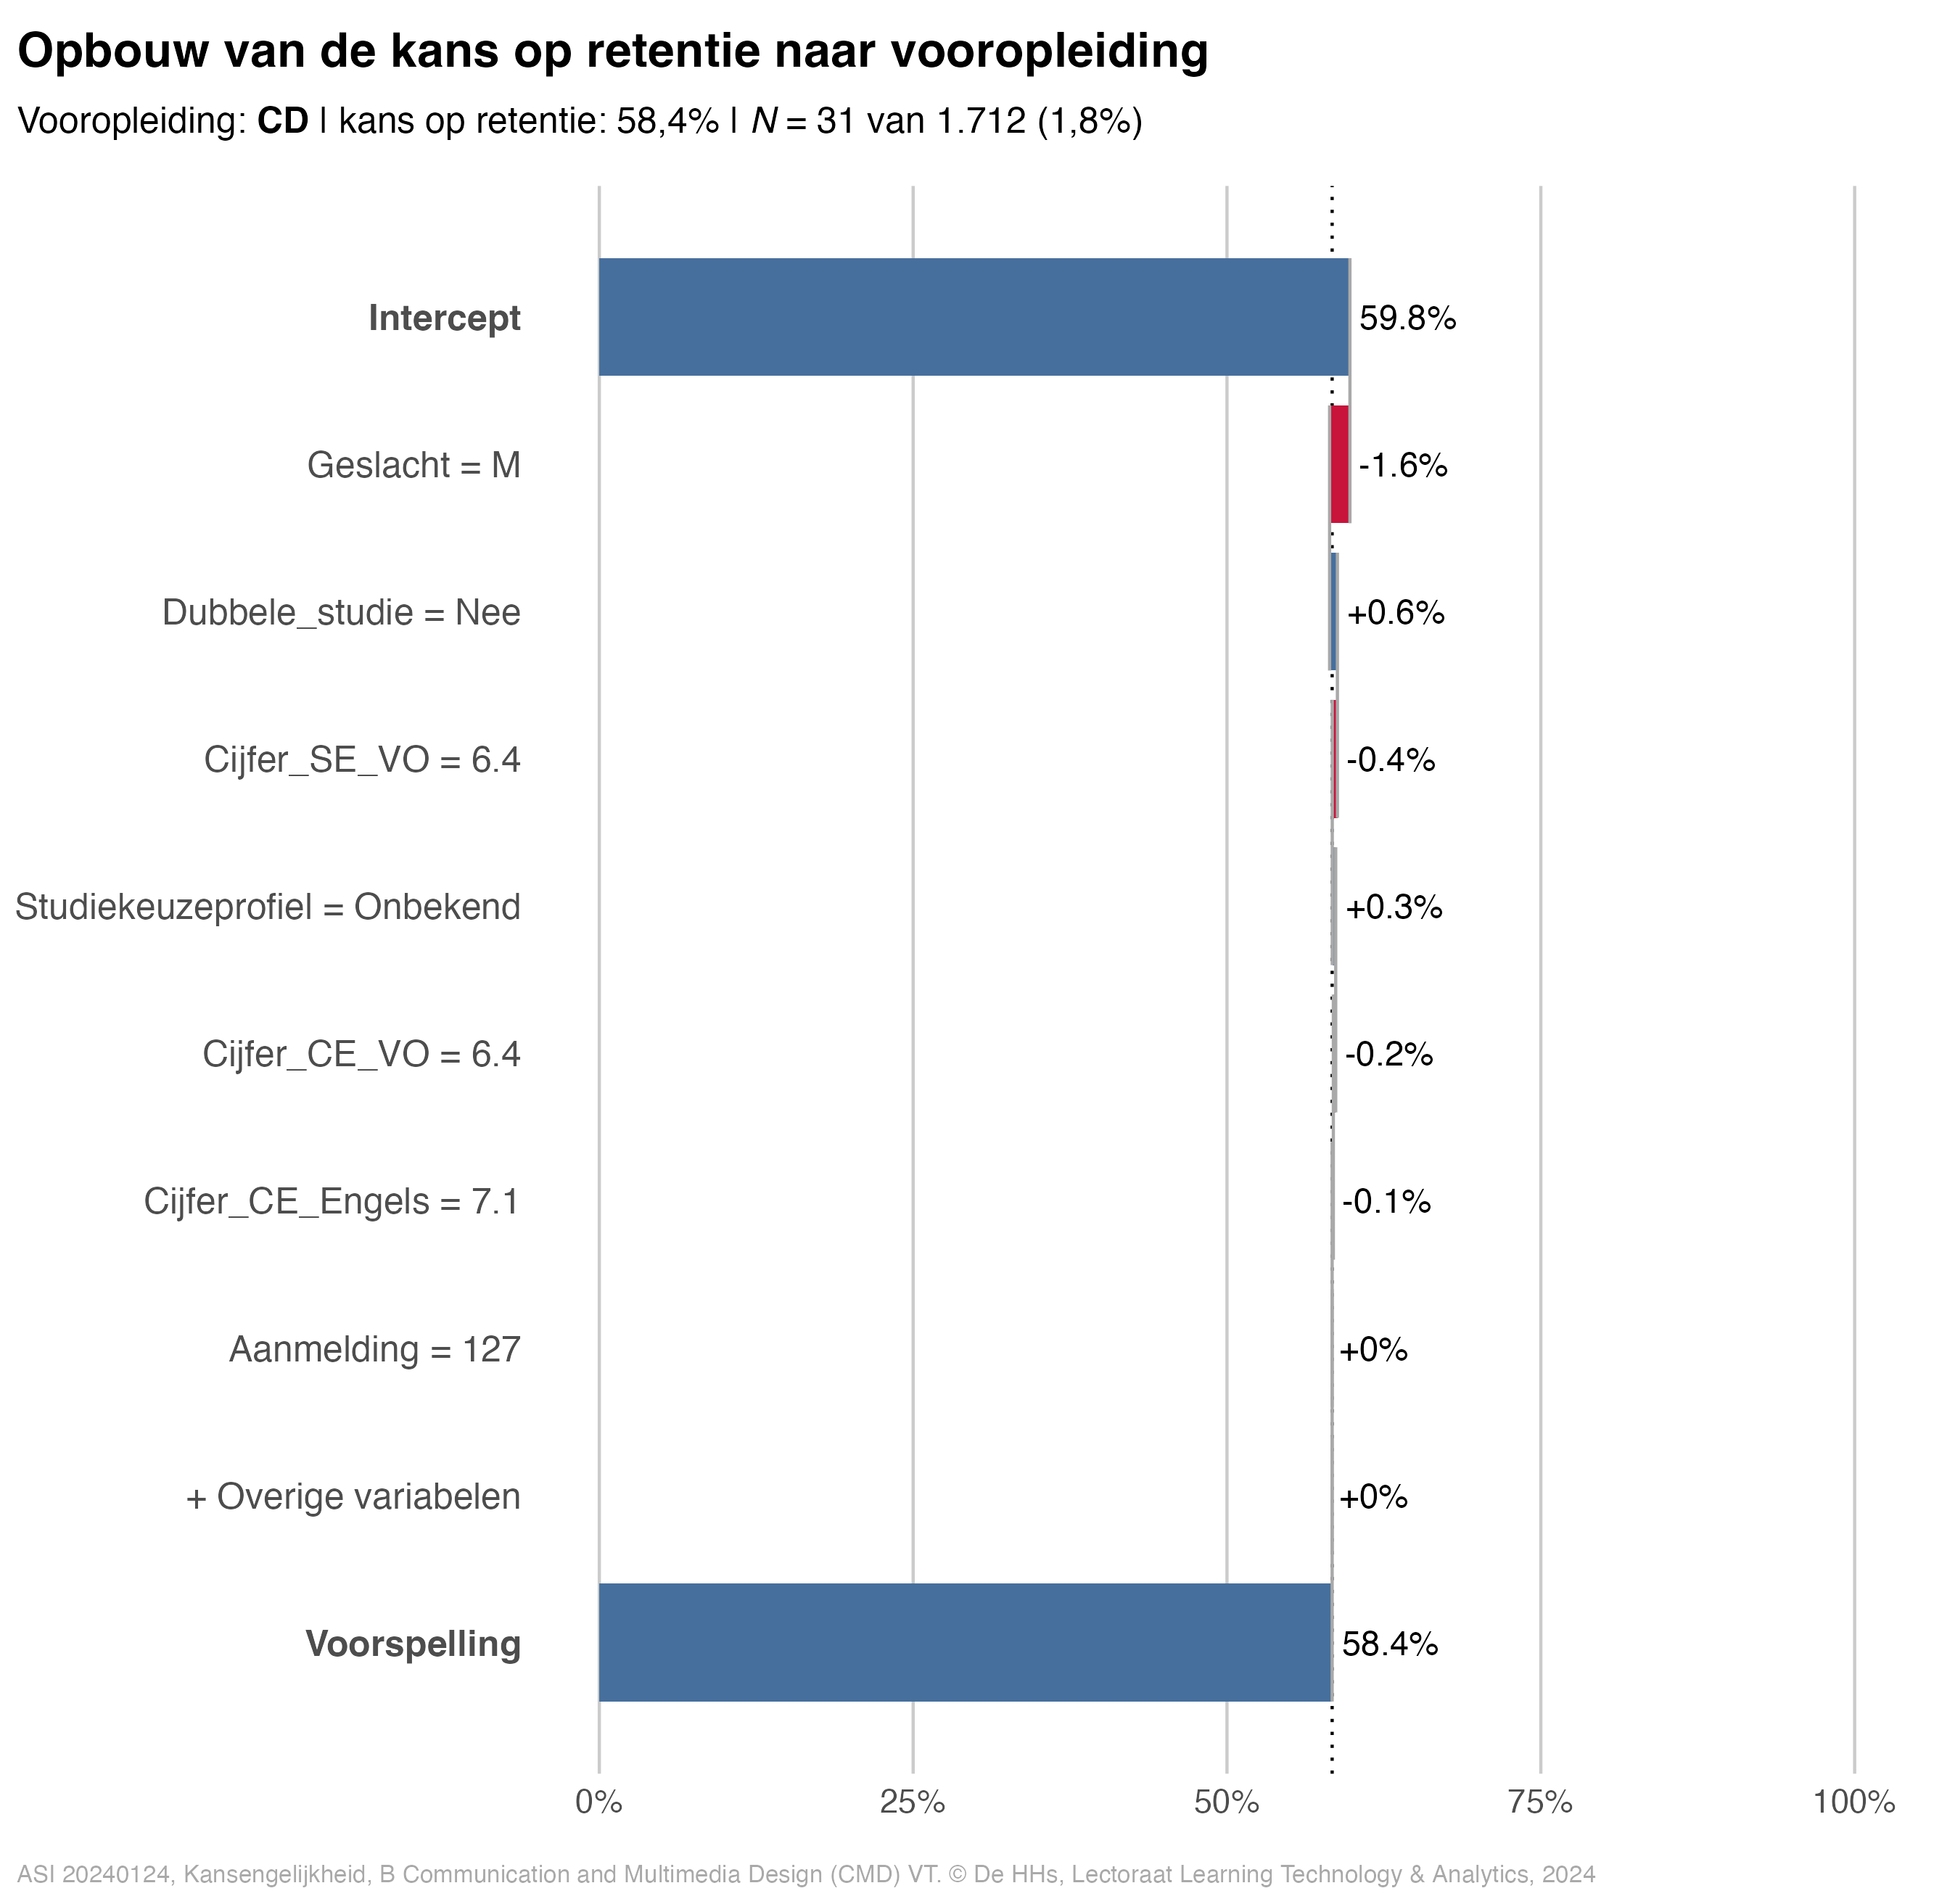 Opbouw van de kans op retentie naar vooropleiding
Vooropleiding: CD | kans op retentie: 58,4% | N = 31 van 1.712 (1,8%)
Intercept
59.8%
Geslacht = M
-1.6%
Dubbele_studie = Nee
+0.6%
Cijfer_SE_VO = 6.4
-0.4%
Studiekeuzeprofiel = Onbekend
+0.3%
Cijfer_CE_VO = 6.4
-0.2%
Cijfer_CE_Engels = 7.1
-0.1%
Aanmelding = 127
+0%
+ Overige variabelen
+0%
Voorspelling
58.4%
0% 25% 50% 75% 100%
ASI 20240124, Kansengelijkheid, B Communication and Multimedia Design (CMD) VT. © De HHs, Lectoraat Learning Technology & Analytics, 2024